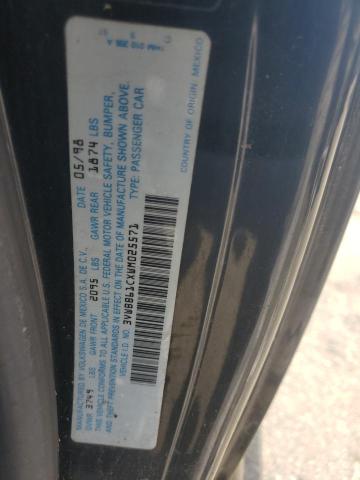 MANUFACTURED BY VOLKSWAGEN DE MEXICO S.A. DE C.V. DATE 05/98
GVWR 3749 LBS GAWR FRONT 2095 LBS GAWR REAR 1874 LBS
THIS VEHICLE CONFORMS TO ALL APPLICABLE U.S. FEDERAL MOTOR VEHICLE SAFETY, BUMPER,
AND THEFT PREVENTION STANDARDS IN EFFECT ON THE DATE OF MANUFACTURE SHOWN ABOVE.
VEHICLE I.D. NO. 3VWBB61CXWM025571 TYPE: PASSENGER CAR
COUNTRY OF ORIGIN: MEXICO